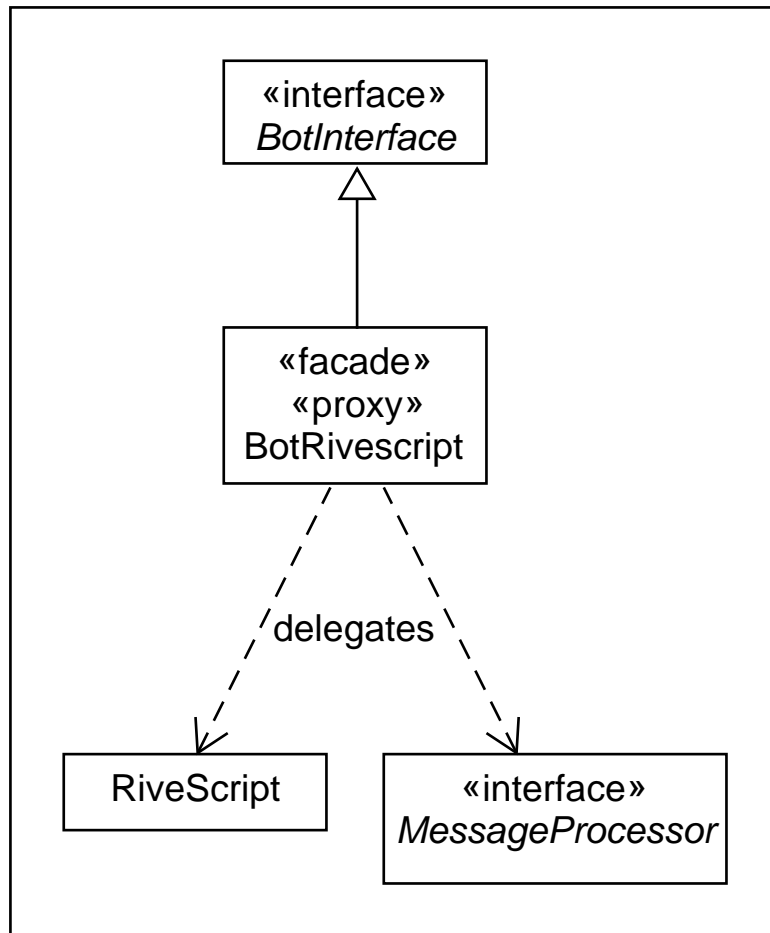 «interface»
BotInterface
«facade»
«proxy»
BotRivescript
delegates
RiveScript
«interface»
MessageProcessor